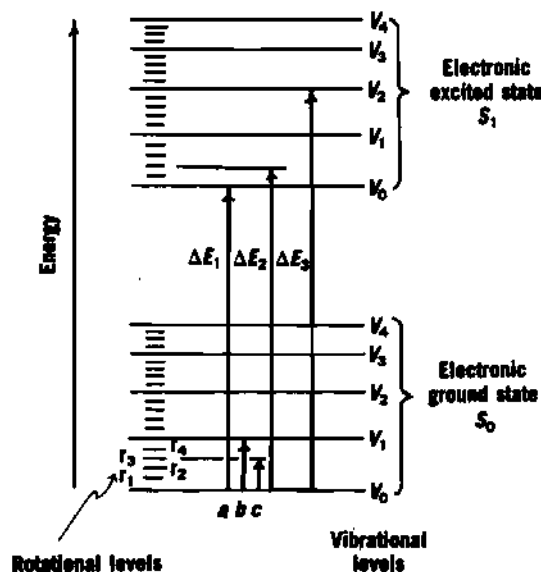 V4
V3
V2
V1
V0
Electronic
excited state
S1
Energy
ΔE1 ΔE2 ΔE3
V4
V3
V2
V1
V0
Electronic
ground state
S0
r3 r4
r1 r2
a b c
Rotational levels
Vibrational
levels